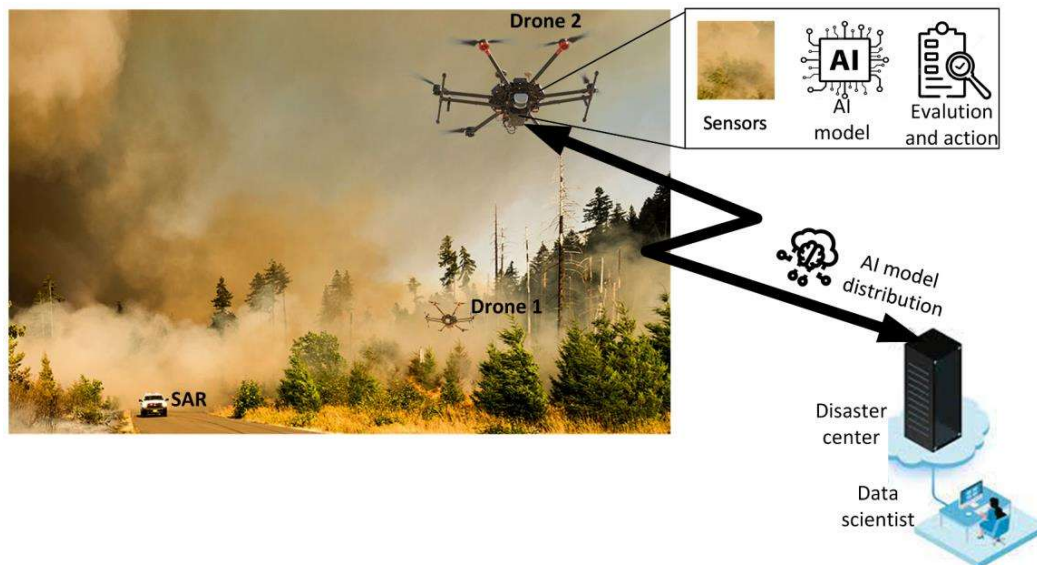 Drone 2
AI
Sensors
AI
model
Evalution
and action
Drone 1
SAR
AI model
distribution
Disaster
center
Data
scientist